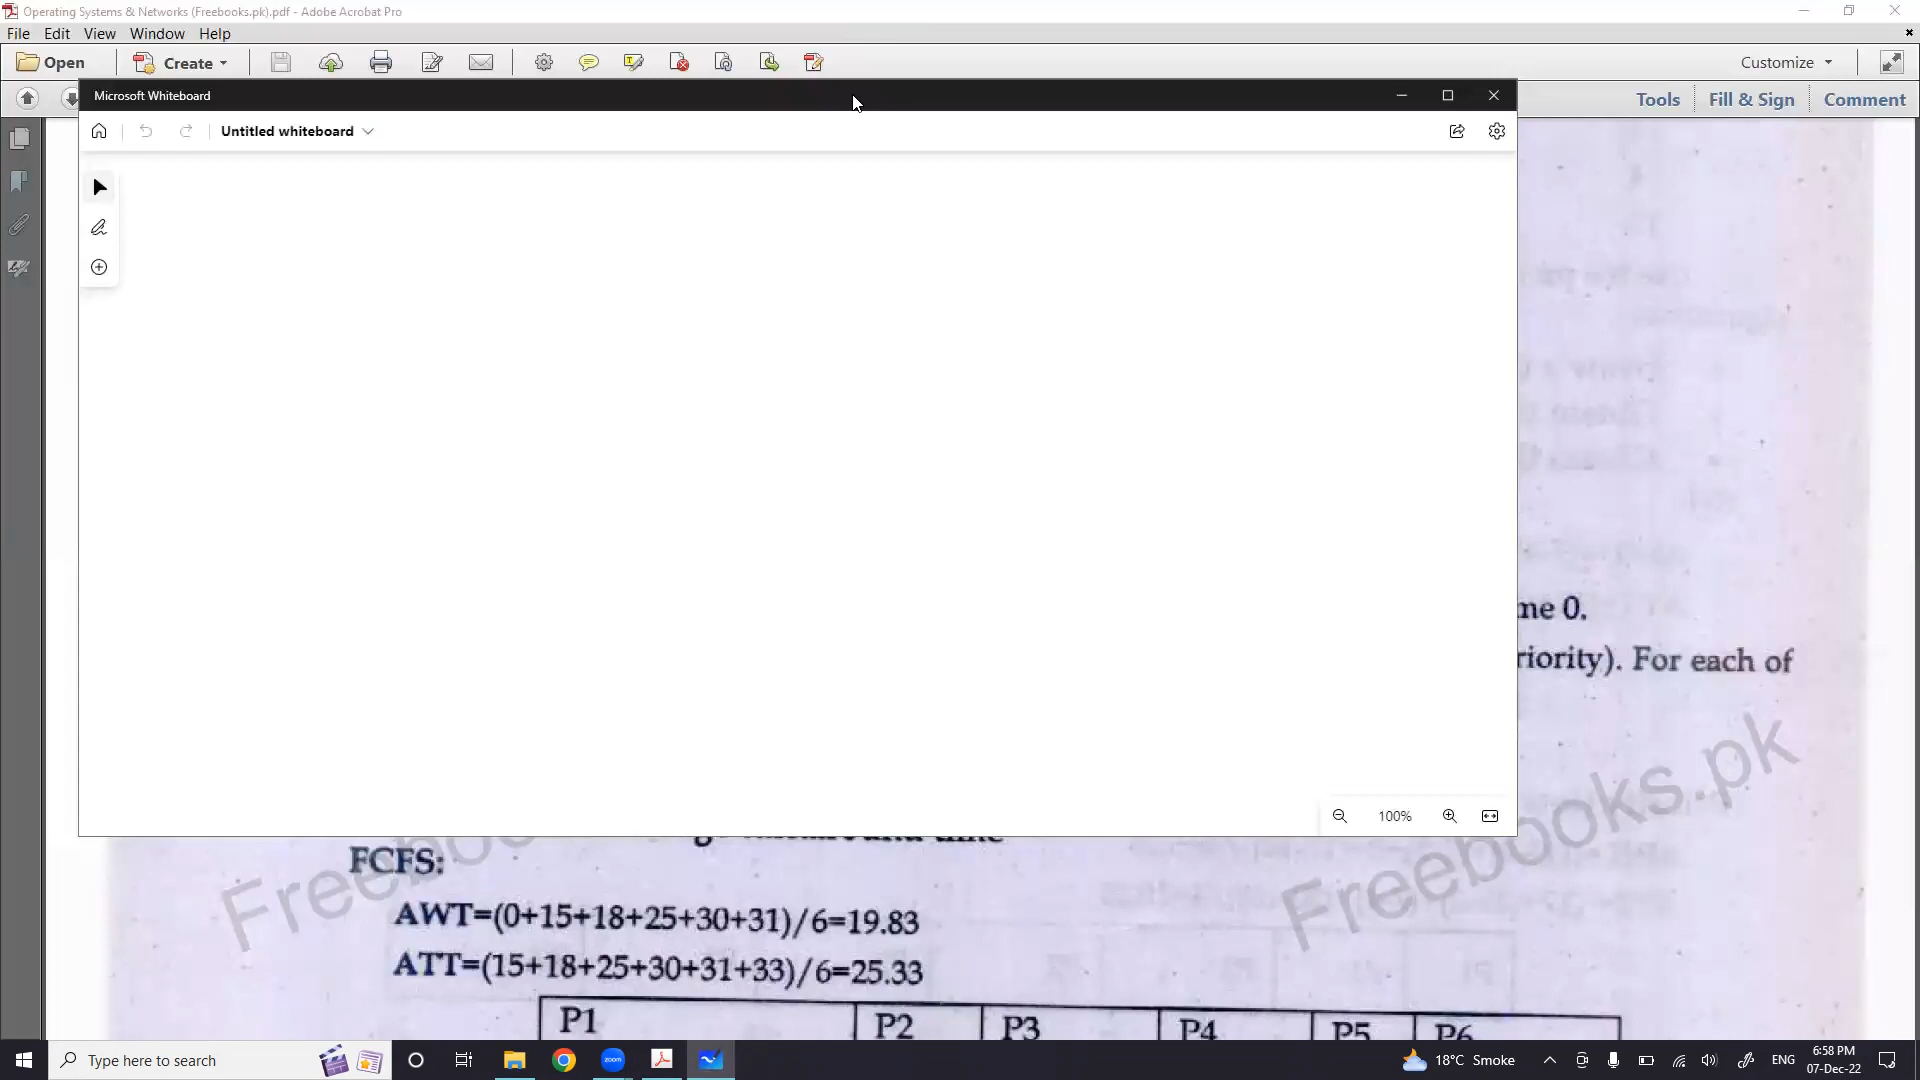 Operating Systems & Networks (Freebooks.pk).pdf - Adobe Acrobat Pro
File Edit View Window Help
Open Create Customize
Microsoft Whiteboard
Tools Fill & Sign Comment
Untitled whiteboard
me 0.
riority). For each of
100%
Freebooks.pk
FCFS:
AWT=(0+15+18+25+30+31)/6=19.83
ATT=(15+18+25+30+31+33)/6=25.33
P1 P2 P3 P4 P5 P6
Type here to search
zoom
18°C Smoke
ENG
6:58 PM
07-Dec-22